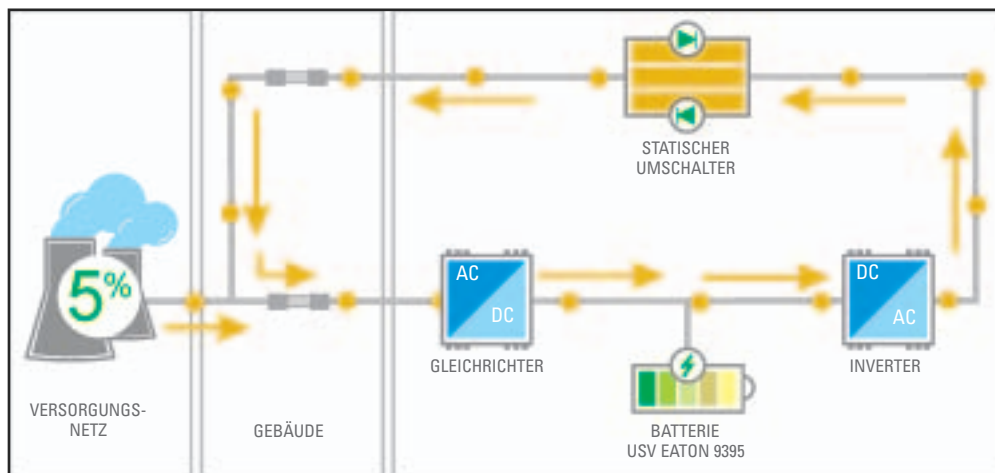 STATISCHER
UMSCHALTER
5%
AC
DC
DC
AC
GLEICHRICHTER
INVERTER
VERSORGUNGS-
NETZ
GEBÄUDE
BATTERIE
USV EATON 9395